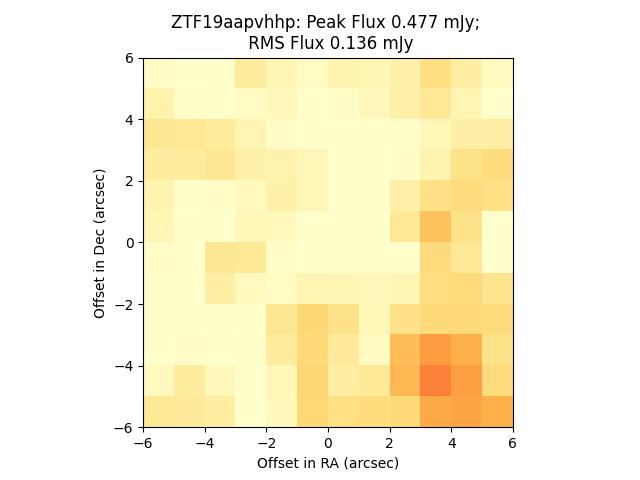 ZTF19aapvhhp: Peak Flux 0.477 mJy;
RMS Flux 0.136 mJy
6
4
2
0
−2
−4
−6
Offset in Dec (arcsec)
−6 −4 −2 0 2 4 6
Offset in RA (arcsec)